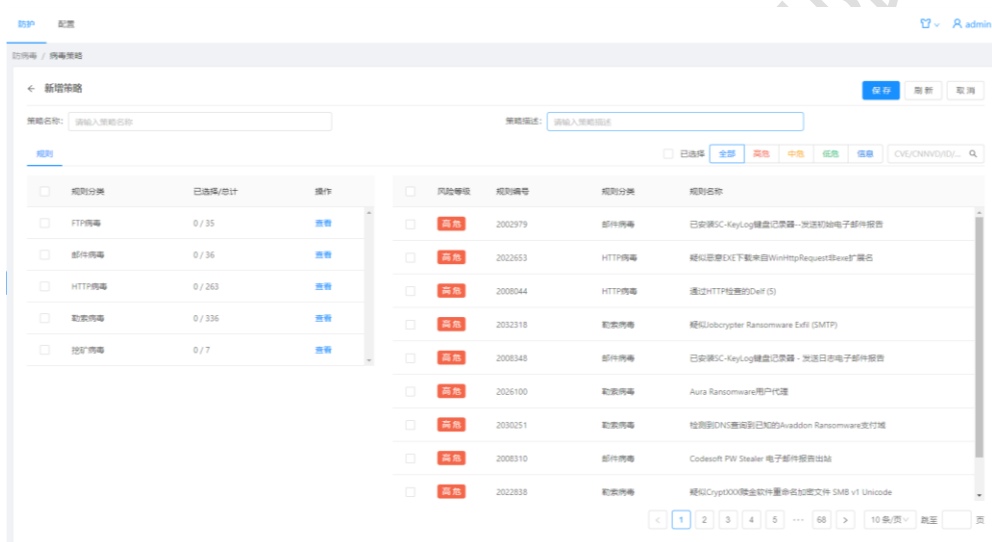 防护 配置 admin
防病毒 / 病毒策略
← 新增策略 保存 刷新 取消
策略名称: 请输入策略名称 策略描述: 请输入策略描述
规则 已选择 全部 高危 中危 低危 信息 CVE/CNNVD/ID/...
规则分类 已选择/总计 操作
FTP病毒 0 / 35 查看
邮件病毒 0 / 36 查看
HTTP病毒 0 / 263 查看
勒索病毒 0 / 336 查看
挖矿病毒 0 / 7 查看
风险等级 规则编号 规则分类 规则名称
高危 2002979 邮件病毒 已安装SC-KeyLog键盘记录器--发送初始电子邮件报告
高危 2022653 HTTP病毒 疑似恶意EXE下载来自WinHttpRequest非exe扩展名
高危 2008044 HTTP病毒 通过HTTP检查的Delf (5)
高危 2032318 勒索病毒 疑似Jobcrypter Ransomware Exfil (SMTP)
高危 2008348 邮件病毒 已安装SC-KeyLog键盘记录器 - 发送日志电子邮件报告
高危 2026100 勒索病毒 Aura Ransomware用户代理
高危 2030251 勒索病毒 检测到DNS查询到已知的Avaddon Ransomware支付域
高危 2008310 邮件病毒 Codesoft PW Stealer 电子邮件报告出站
高危 2022838 勒索病毒 疑似CryptXXX赎金软件重命名加密文件 SMB v1 Unicode
< 1 2 3 4 5 ··· 68 > 10 条/页 跳至 页